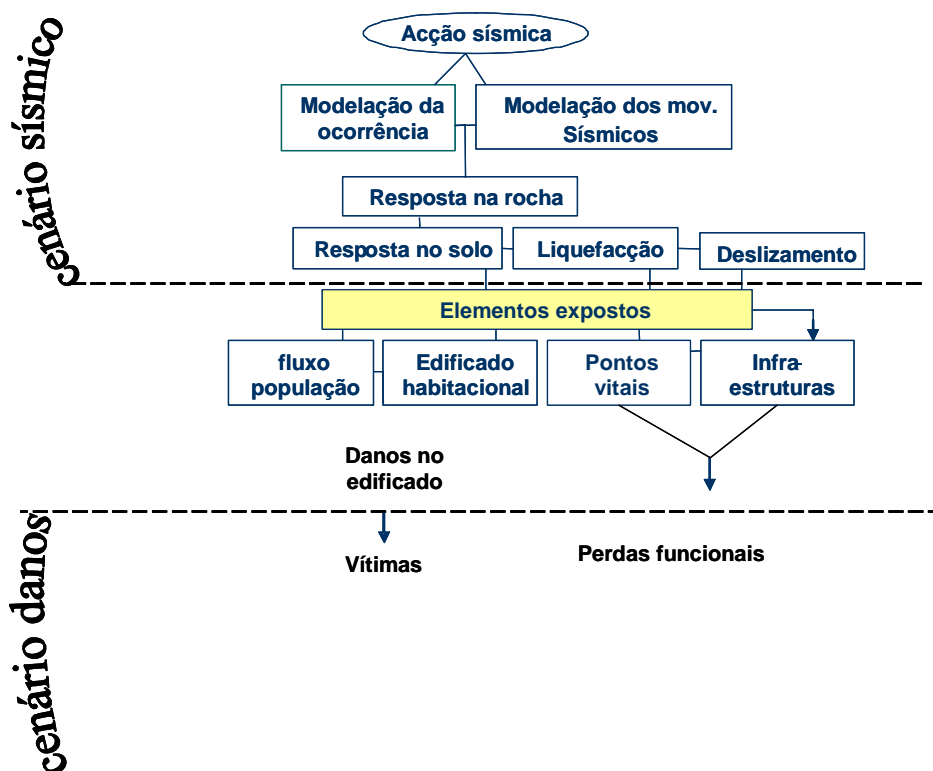 cenário sísmico
Acção sísmica
Modelação da
ocorrência
Modelação dos mov.
Sísmicos
Resposta na rocha
Resposta no solo
Liquefacção
Deslizamento
Elementos expostos
fluxo
população
Edificado
habitacional
Pontos
vitais
Infra-
estruturas
Danos no
edificado
cenário danos
Vítimas
Perdas funcionais